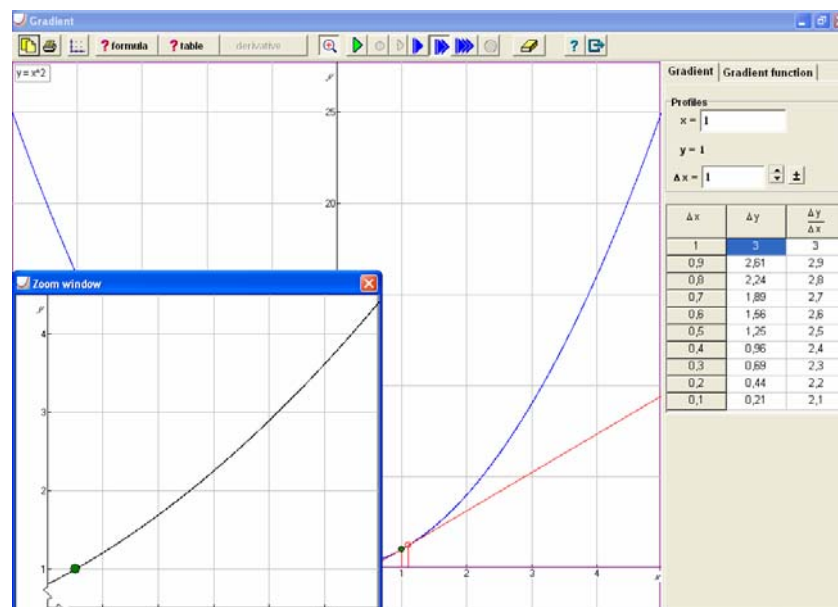 Gradient
? formula ? table derivative ?
y = x^2
y
25
20
1 2 3 4 x
Zoom window
y
4
3
2
1
Gradient Gradient function
Profiles
x = 1
y = 1
Δx = 1 ±
Δx Δy Δy/Δx
1 3 3
0,9 2,61 2,9
0,8 2,24 2,8
0,7 1,89 2,7
0,6 1,56 2,6
0,5 1,25 2,5
0,4 0,96 2,4
0,3 0,69 2,3
0,2 0,44 2,2
0,1 0,21 2,1